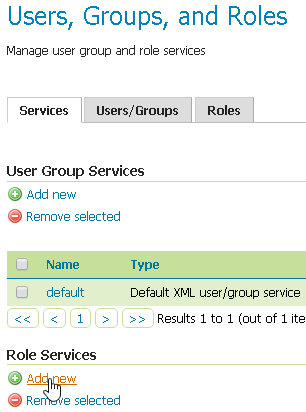 Users, Groups, and Roles
Manage user group and role services
Services Users/Groups Roles
User Group Services
Add new
Remove selected
Name Type
default Default XML user/group service
<< < 1 > >> Results 1 to 1 (out of 1 ite
Role Services
Add new
Remove selected